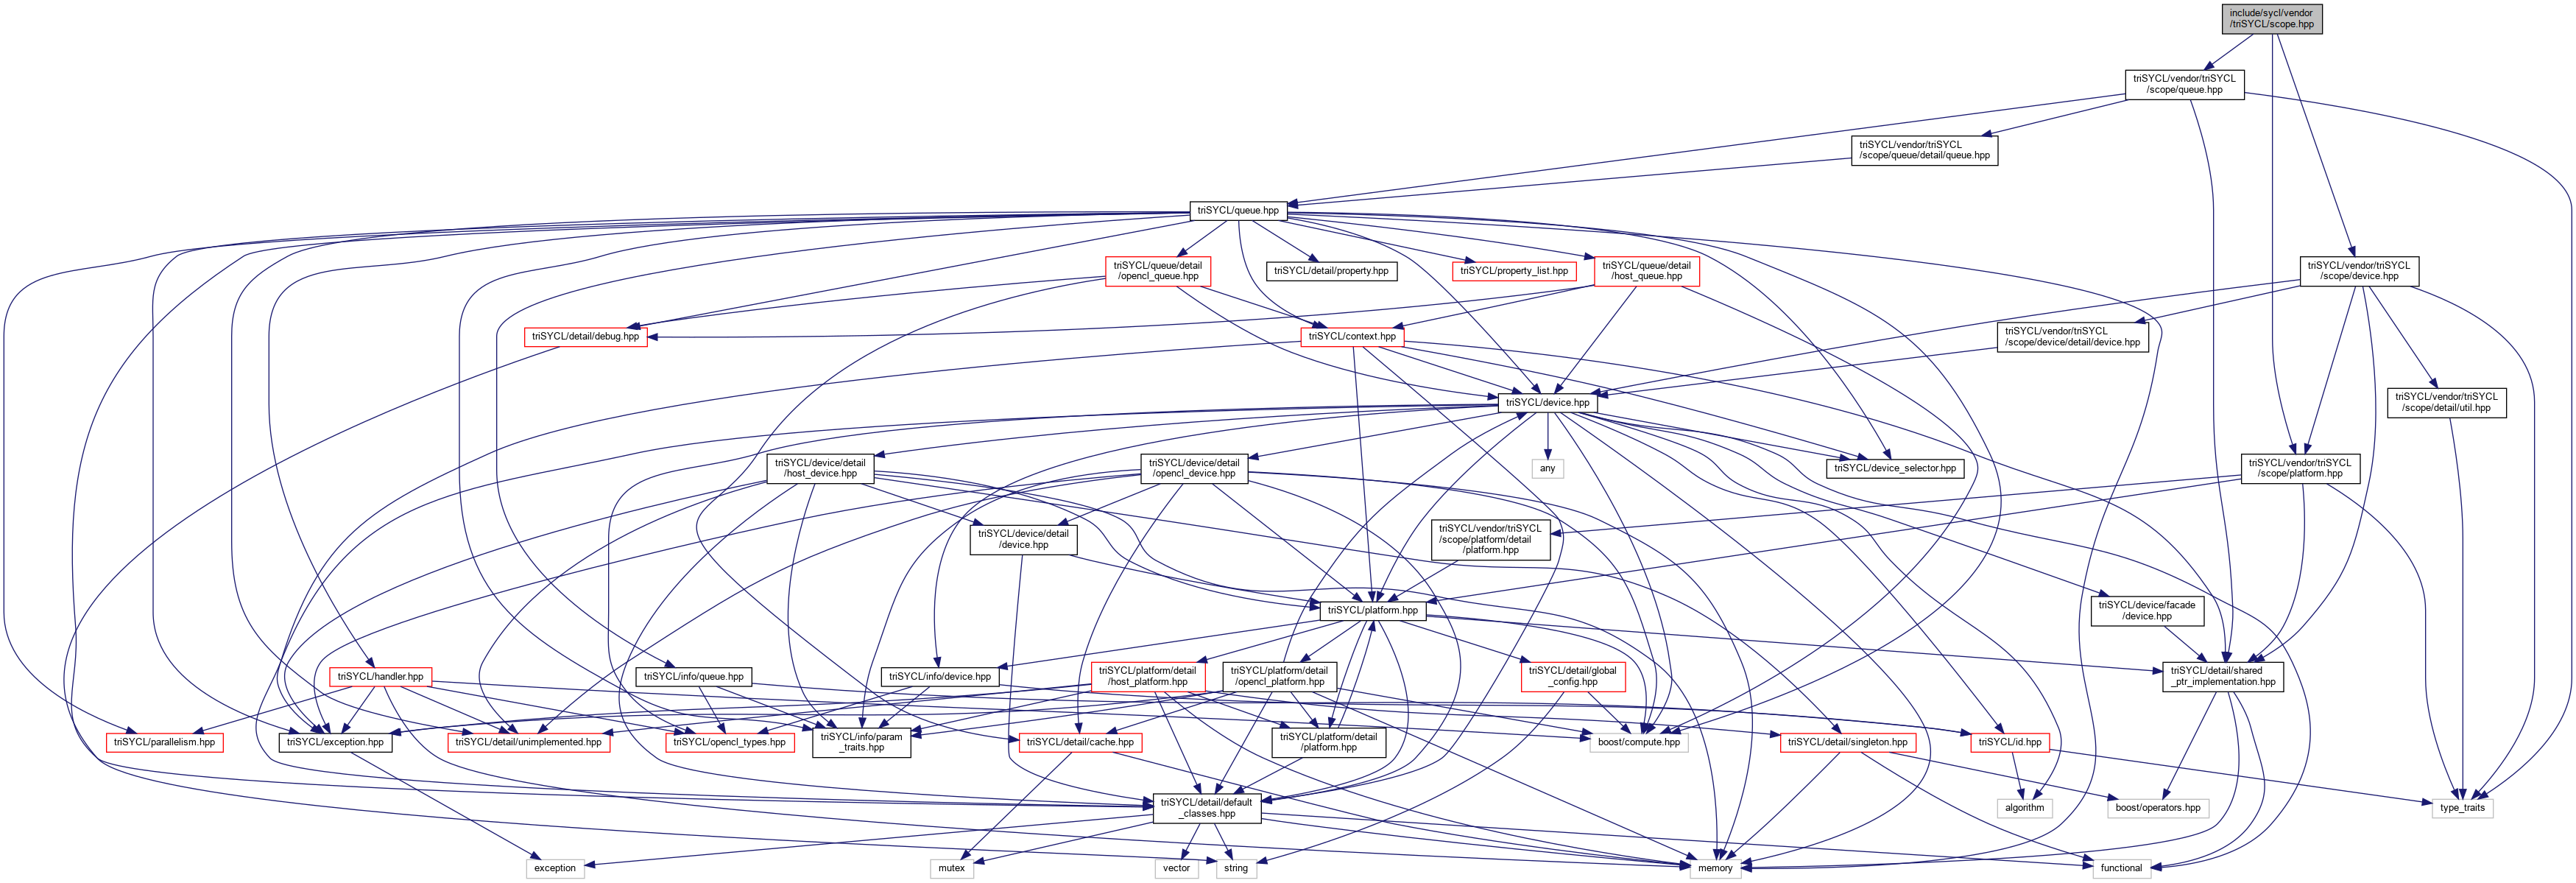 include/sycl/vendor
/triSYCL/scope.hpp
triSYCL/vendor/triSYCL
/scope/queue.hpp
triSYCL/vendor/triSYCL
/scope/queue/detail/queue.hpp
triSYCL/queue.hpp
triSYCL/queue/detail
/opencl_queue.hpp
triSYCL/detail/property.hpp
triSYCL/property_list.hpp
triSYCL/queue/detail
/host_queue.hpp
triSYCL/vendor/triSYCL
/scope/device.hpp
triSYCL/detail/debug.hpp
triSYCL/context.hpp
triSYCL/vendor/triSYCL
/scope/device/detail/device.hpp
triSYCL/device.hpp
triSYCL/vendor/triSYCL
/scope/detail/util.hpp
triSYCL/device/detail
/host_device.hpp
triSYCL/device/detail
/opencl_device.hpp
any
triSYCL/device_selector.hpp
triSYCL/vendor/triSYCL
/scope/platform.hpp
triSYCL/device/detail
/device.hpp
triSYCL/vendor/triSYCL
/scope/platform/detail
/platform.hpp
triSYCL/platform.hpp
triSYCL/device/facade
/device.hpp
triSYCL/handler.hpp
triSYCL/info/queue.hpp
triSYCL/info/device.hpp
triSYCL/platform/detail
/host_platform.hpp
triSYCL/platform/detail
/opencl_platform.hpp
triSYCL/detail/global
_config.hpp
triSYCL/detail/shared
_ptr_implementation.hpp
triSYCL/parallelism.hpp
triSYCL/exception.hpp
triSYCL/detail/unimplemented.hpp
triSYCL/opencl_types.hpp
triSYCL/info/param
_traits.hpp
triSYCL/detail/cache.hpp
triSYCL/platform/detail
/platform.hpp
boost/compute.hpp
triSYCL/detail/singleton.hpp
triSYCL/id.hpp
triSYCL/detail/default
_classes.hpp
algorithm
boost/operators.hpp
type_traits
exception
mutex
vector
string
memory
functional